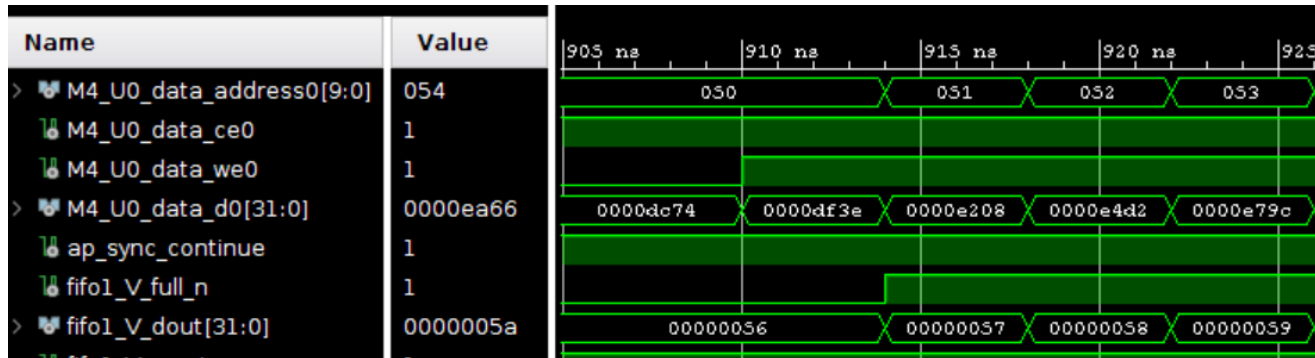 Name Value 905 ns 910 ns 915 ns 920 ns 925
M4_U0_data_address0[9:0] 054 050 051 052 053
M4_U0_data_ce0 1
M4_U0_data_we0 1
M4_U0_data_d0[31:0] 0000ea66 0000dc74 0000df3e 0000e208 0000e4d2 0000e79c
ap_sync_continue 1
fifo1_V_full_n 1
fifo1_V_dout[31:0] 0000005a 00000056 00000057 00000058 00000059